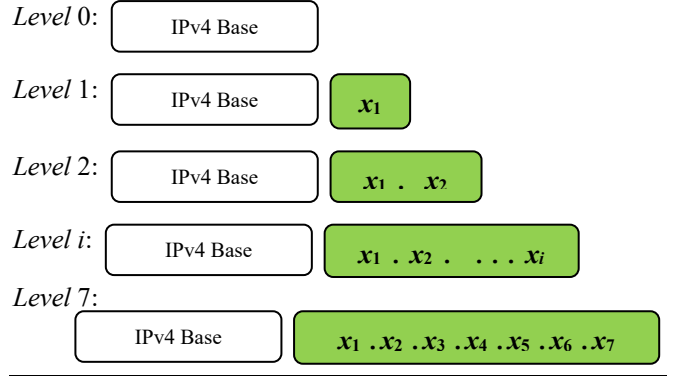 Level 0: IPv4 Base
Level 1: IPv4 Base x₁
Level 2: IPv4 Base x₁ . x₂
Level i: IPv4 Base x₁ . x₂ . . . . xᵢ
Level 7:
IPv4 Base x₁ .x₂ .x₃ .x₄ .x₅ .x₆ .x₇